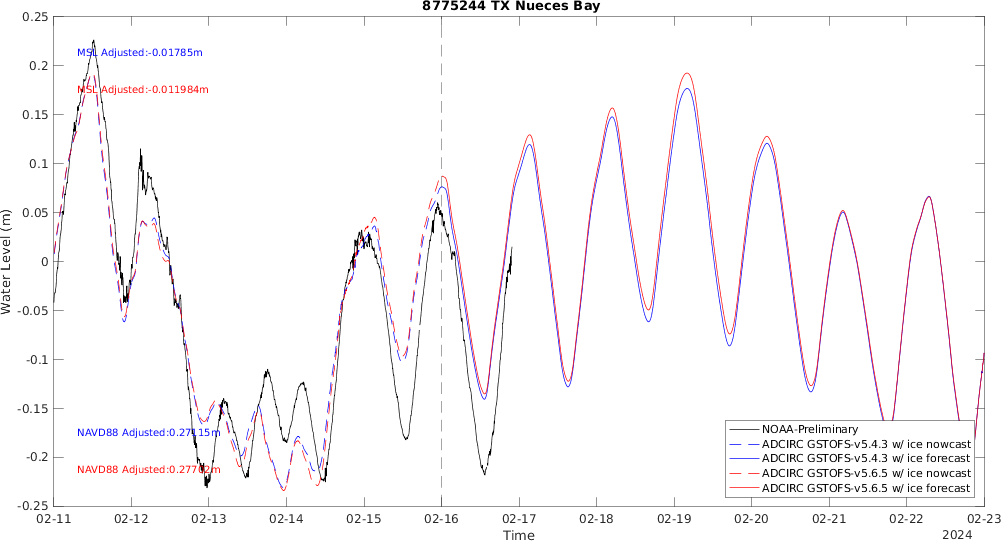 8775244 TX Nueces Bay
0.25
0.2
0.15
0.1
0.05
0
-0.05
-0.1
-0.15
-0.2
-0.25
Water Level (m)
MSL Adjusted:-0.01785m
MSL Adjusted:-0.011984m
NAVD88 Adjusted:0.27115m
NAVD88 Adjusted:0.27702m
NOAA-Preliminary
ADCIRC GSTOFS-v5.4.3 w/ ice nowcast
ADCIRC GSTOFS-v5.4.3 w/ ice forecast
ADCIRC GSTOFS-v5.6.5 w/ ice nowcast
ADCIRC GSTOFS-v5.6.5 w/ ice forecast
02-11 02-12 02-13 02-14 02-15 02-16 02-17 02-18 02-19 02-20 02-21 02-22 02-23
Time
2024